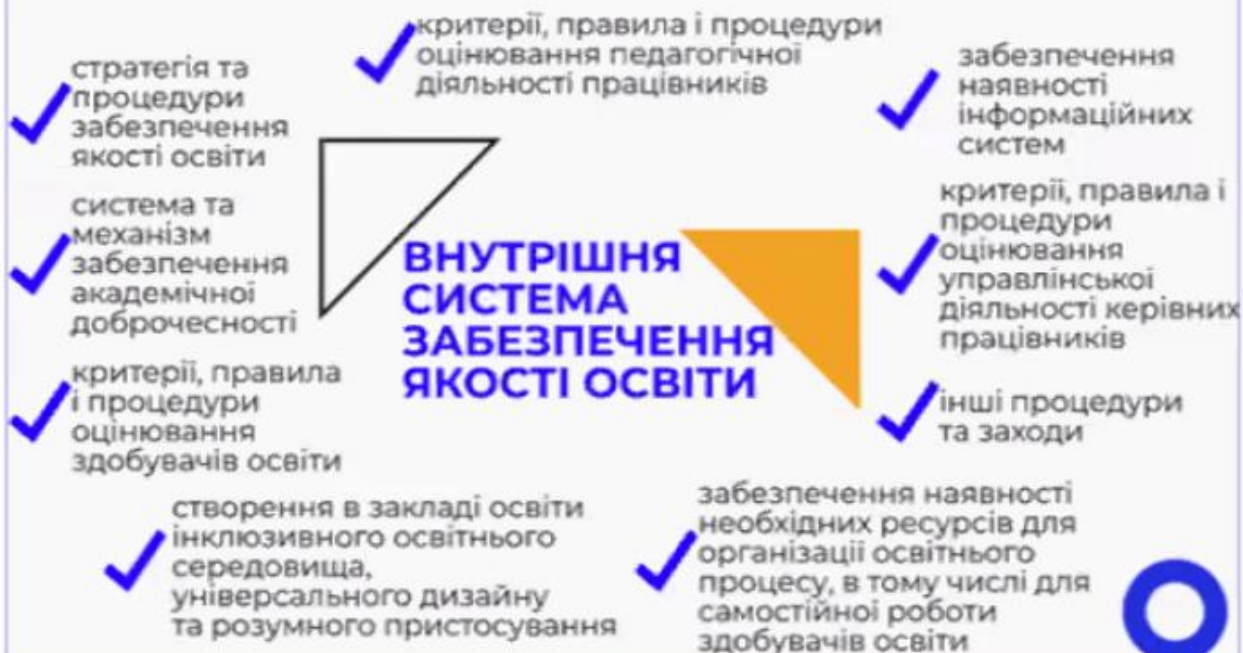 критерії, правила і процедури
оцінювання педагогічної
діяльності працівників
стратегія та
процедури
забезпечення
якості освіти
забезпечення
наявності
інформаційних
систем
система та
механізм
забезпечення
академічної
доброчесності
ВНУТРІШНЯ
СИСТЕМА
ЗАБЕЗПЕЧЕННЯ
ЯКОСТІ ОСВІТИ
критерії, правила і
процедури
оцінювання
управлінської
діяльності керівних
працівників
критерії, правила
і процедури
оцінювання
здобувачів освіти
інші процедури
та заходи
створення в закладі освіти
інклюзивного освітнього
середовища,
універсального дизайну
та розумного пристосування
забезпечення наявності
необхідних ресурсів для
організації освітнього
процесу, в тому числі для
самостійної роботи
здобувачів освіти